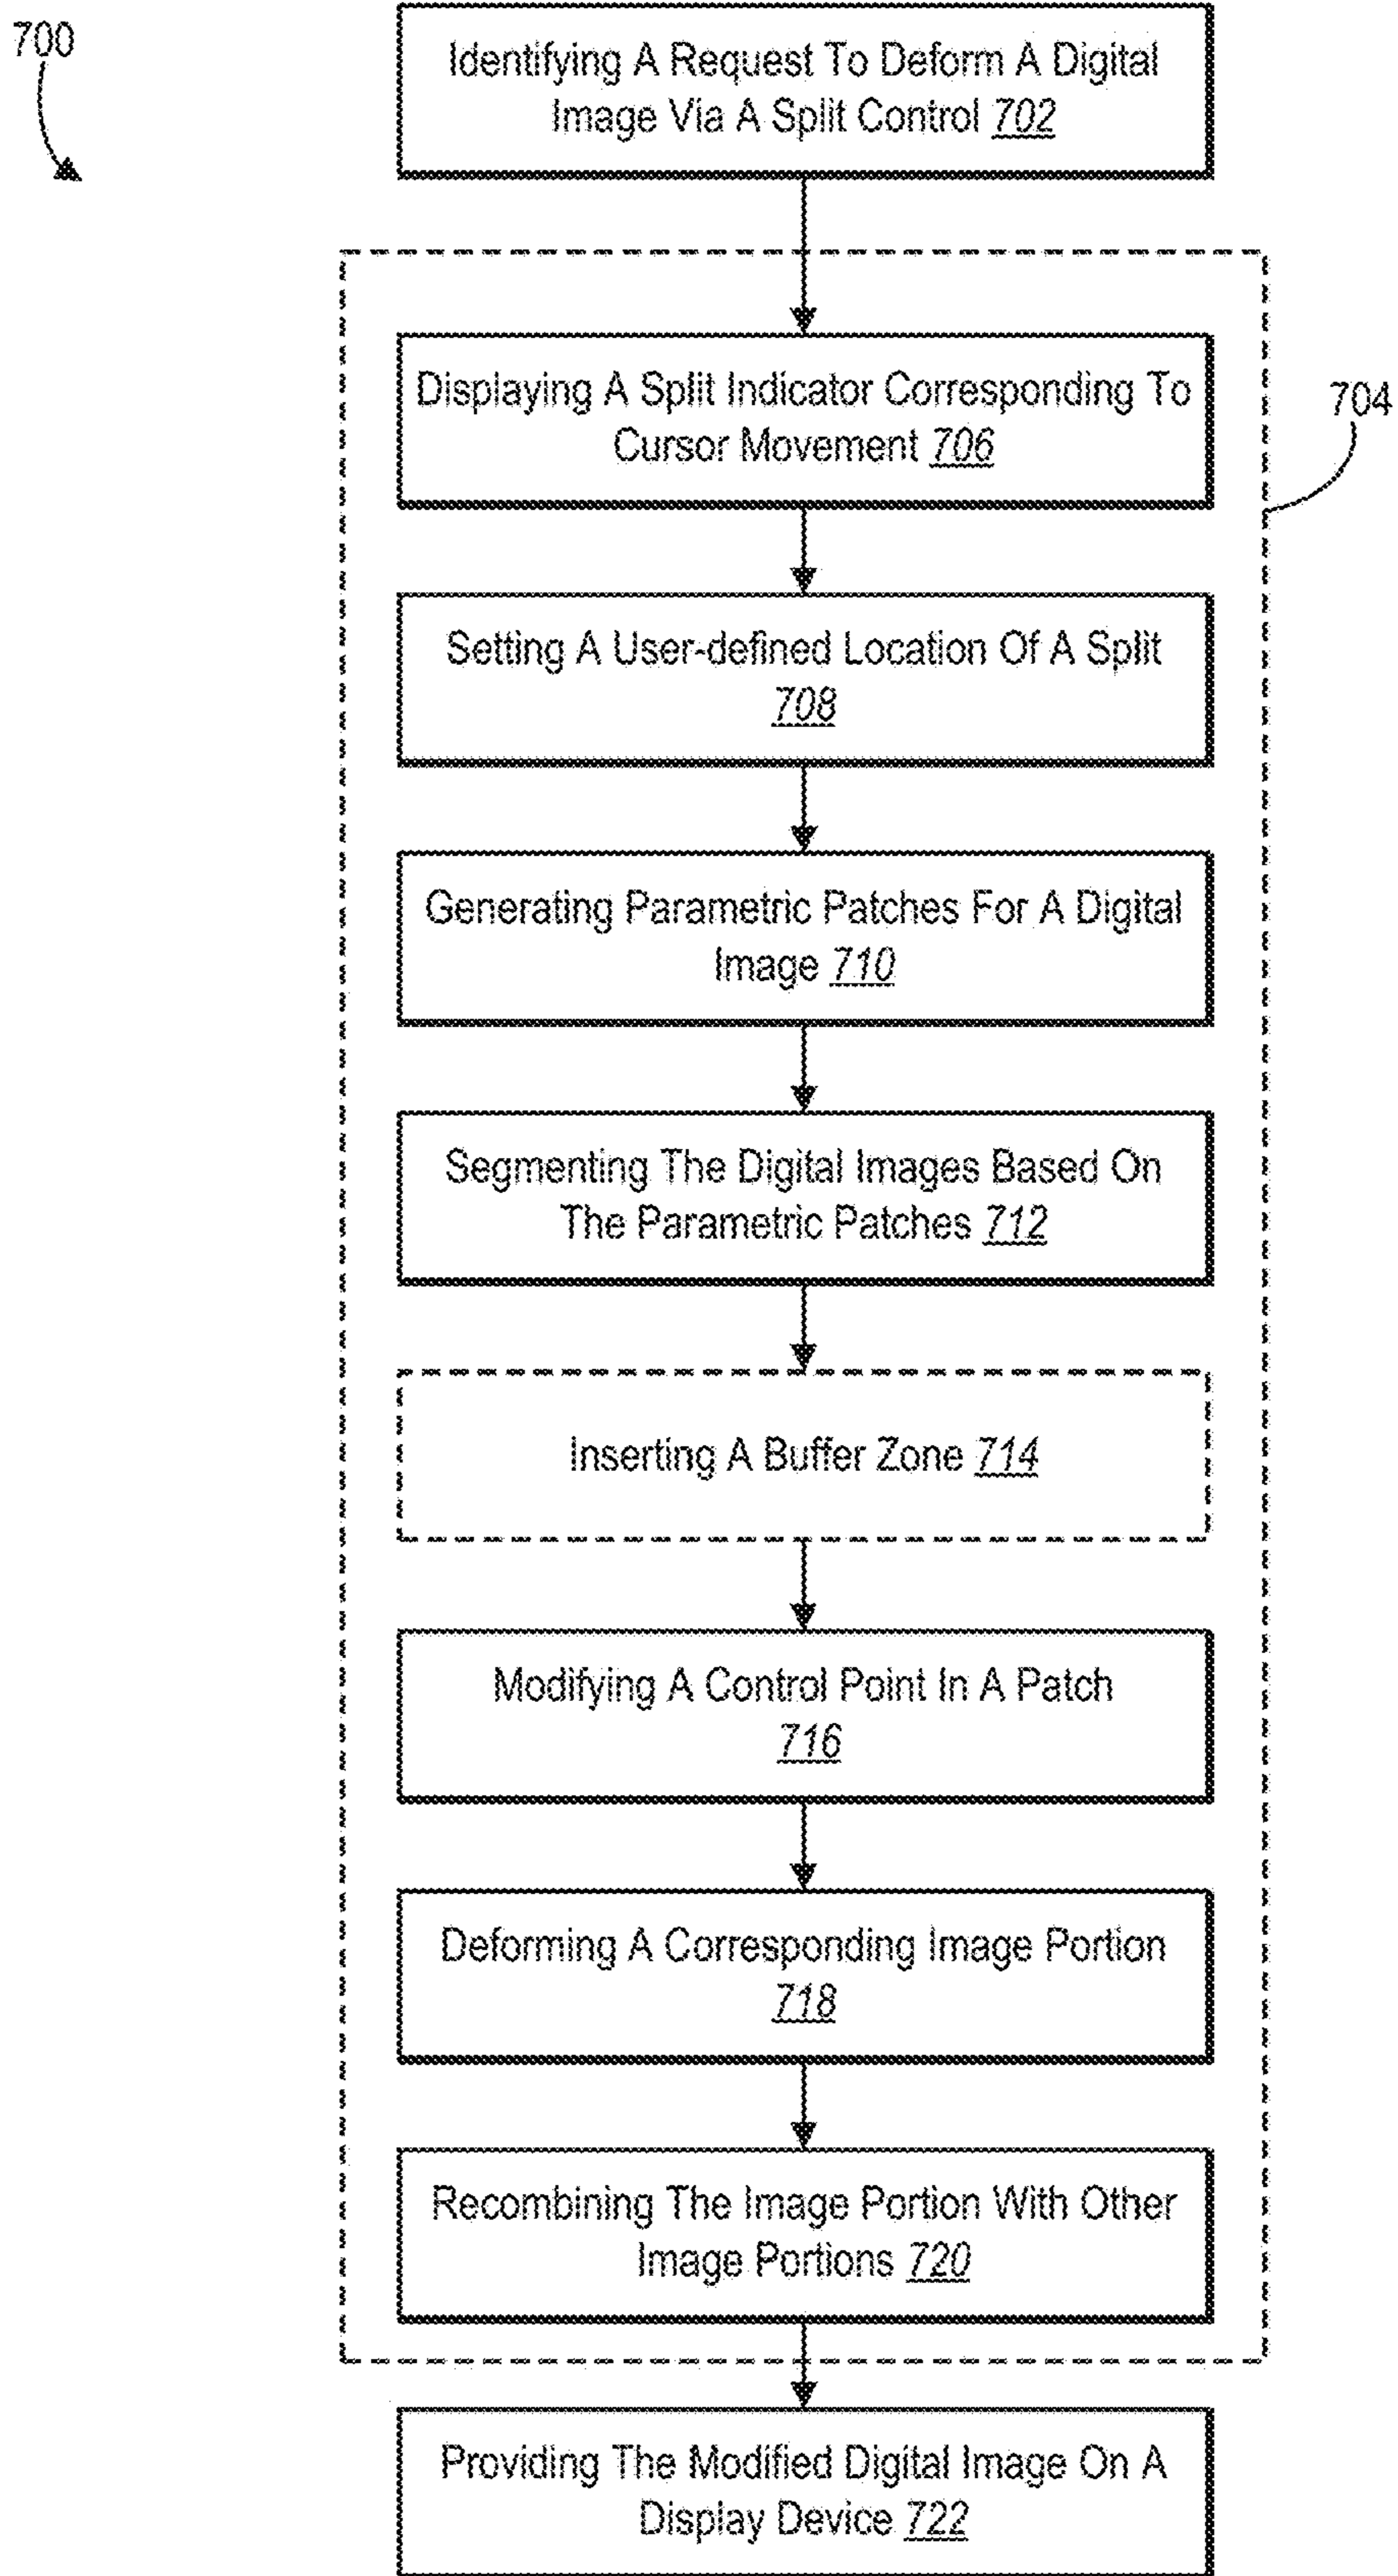 700
Identifying A Request To Deform A Digital
Image Via A Split Control 702
Displaying A Split Indicator Corresponding To
Cursor Movement 706
704
Setting A User-defined Location Of A Split
708
Generating Parametric Patches For A Digital
Image 710
Segmenting The Digital Images Based On
The Parametric Patches 712
Inserting A Buffer Zone 714
Modifying A Control Point In A Patch
716
Deforming A Corresponding Image Portion
718
Recombining The Image Portion With Other
Image Portions 720
Providing The Modified Digital Image On A
Display Device 722